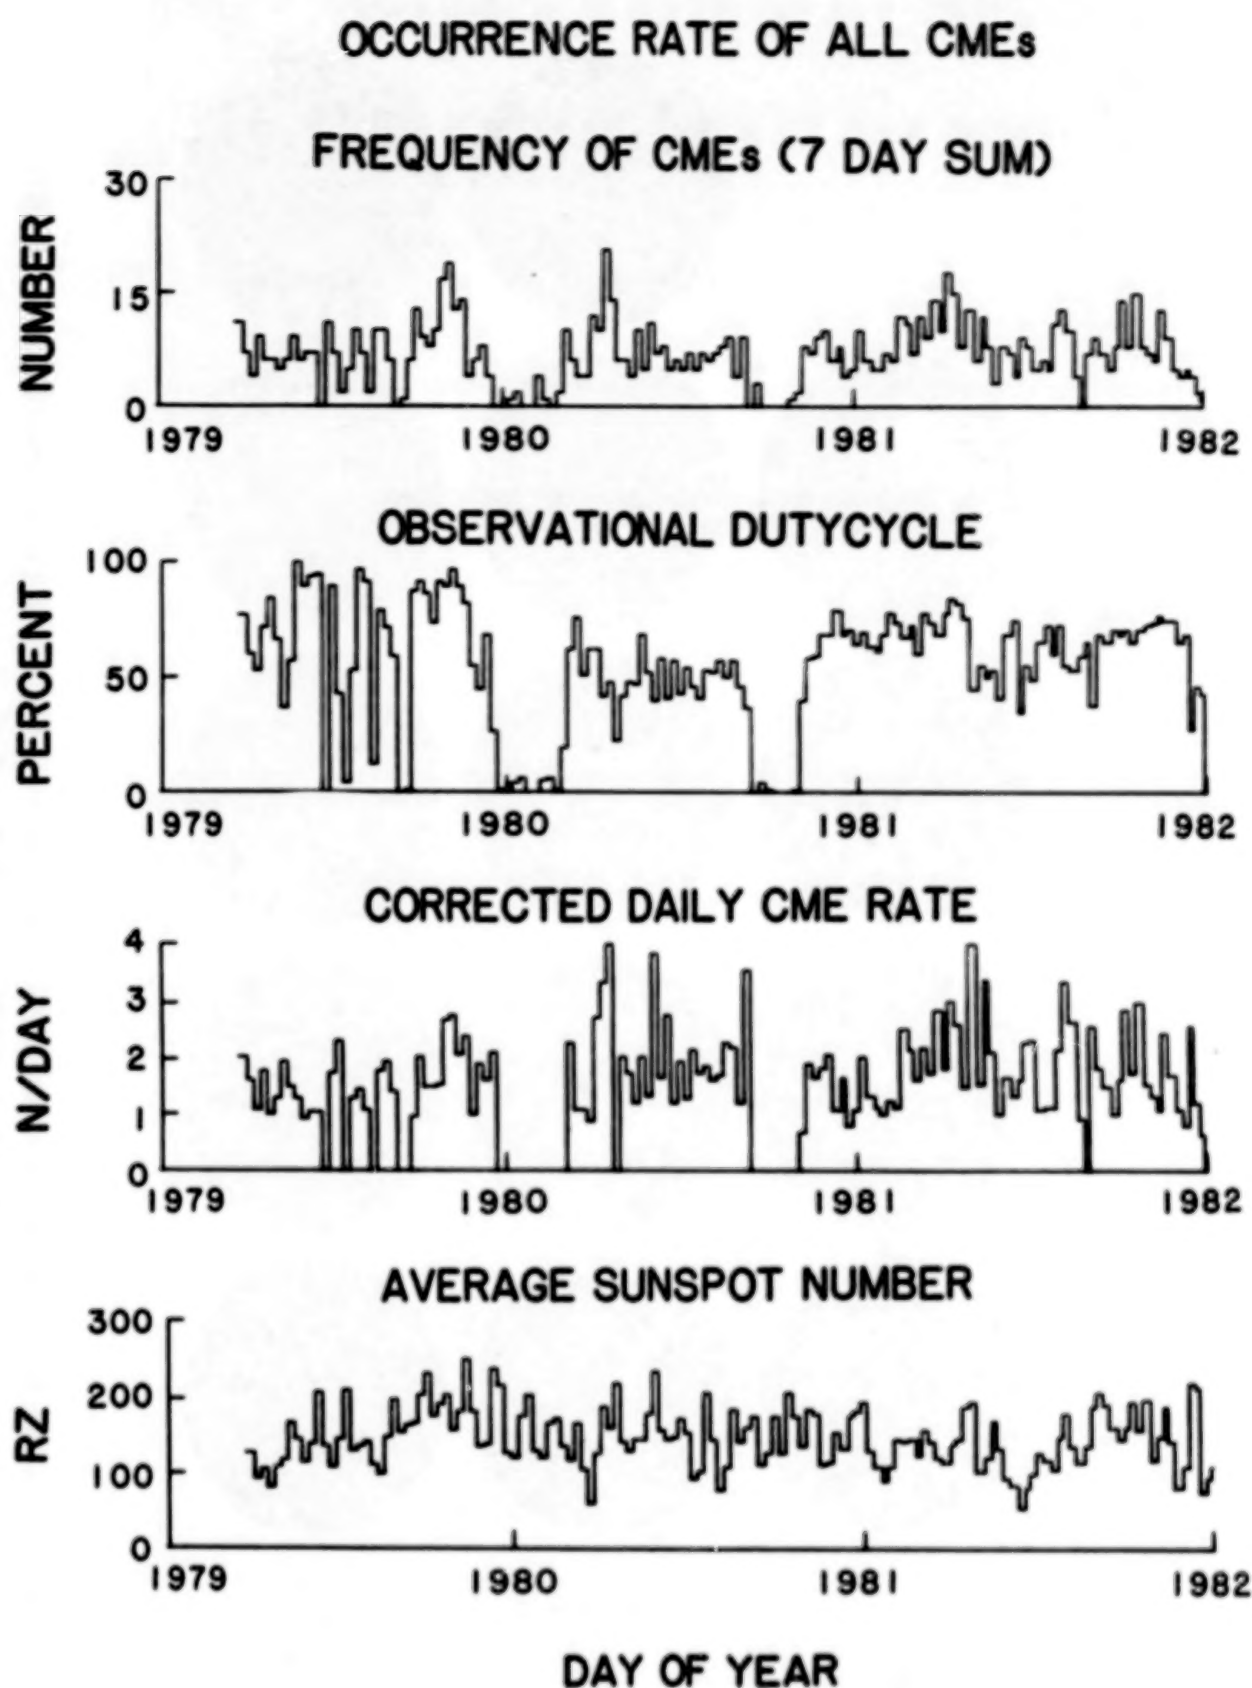 OCCURRENCE RATE OF ALL CMEs
FREQUENCY OF CMEs (7 DAY SUM)
NUMBER
30
15
0
1979 1980 1981 1982
OBSERVATIONAL DUTYCYCLE
PERCENT
100
50
0
1979 1980 1981 1982
CORRECTED DAILY CME RATE
N/DAY
4
3
2
1
0
1979 1980 1981 1982
AVERAGE SUNSPOT NUMBER
RZ
300
200
100
0
1979 1980 1981 1982
DAY OF YEAR